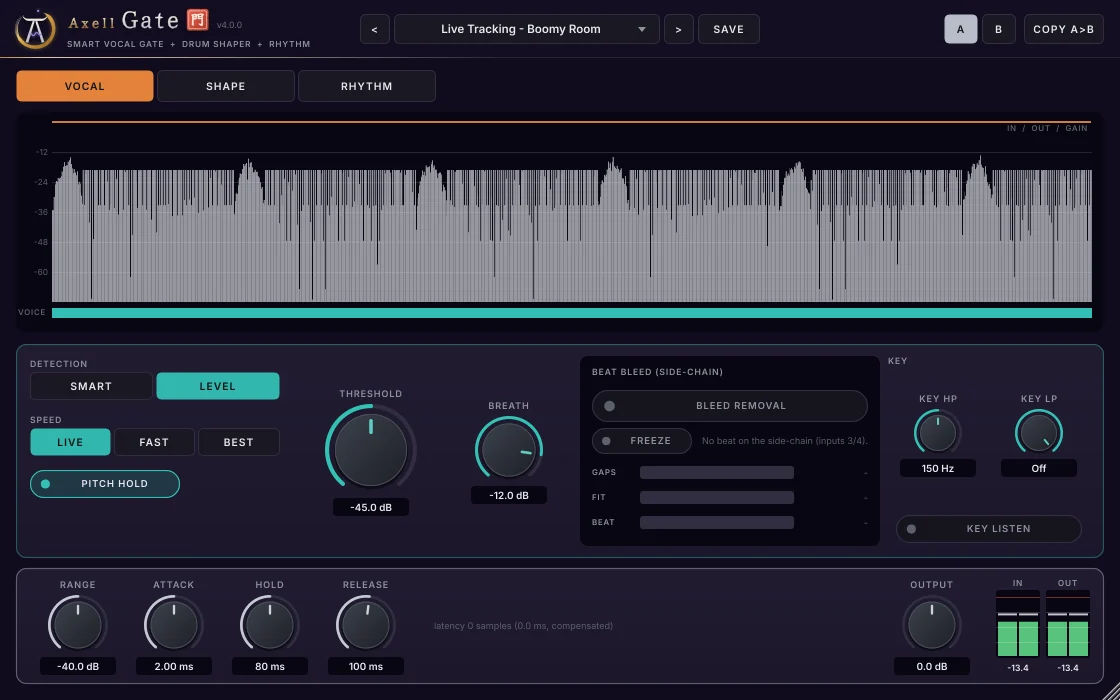 Axell Gate 門 v4.0.0
SMART VOCAL GATE + DRUM SHAPER + RHYTHM
<
Live Tracking - Boomy Room
>
SAVE
A
B
COPY A>B
VOCAL
SHAPE
RHYTHM
IN / OUT / GAIN
-12
-24
-36
-48
-60
VOICE
DETECTION
SMART
LEVEL
SPEED
LIVE
FAST
BEST
PITCH HOLD
THRESHOLD
-45.0 dB
BREATH
-12.0 dB
BEAT BLEED (SIDE-CHAIN)
BLEED REMOVAL
FREEZE
No beat on the side-chain (inputs 3/4).
GAPS -
FIT -
BEAT -
KEY
KEY HP
150 Hz
KEY LP
Off
KEY LISTEN
RANGE
-40.0 dB
ATTACK
2.00 ms
HOLD
80 ms
RELEASE
100 ms
latency 0 samples (0.0 ms, compensated)
OUTPUT
0.0 dB
IN
-13.4
OUT
-13.4